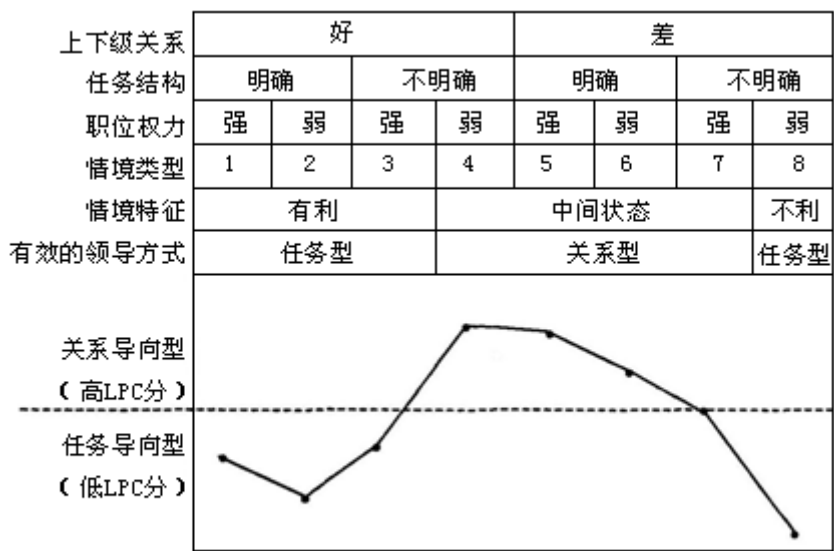 上下级关系 好 差
任务结构 明确 不明确 明确 不明确
职位权力 强 弱 强 弱 强 弱 强 弱
情境类型 1 2 3 4 5 6 7 8
情境特征 有利 中间状态 不利
有效的领导方式 任务型 关系型 任务型
关系导向型
(高LPC分)
任务导向型
(低LPC分)